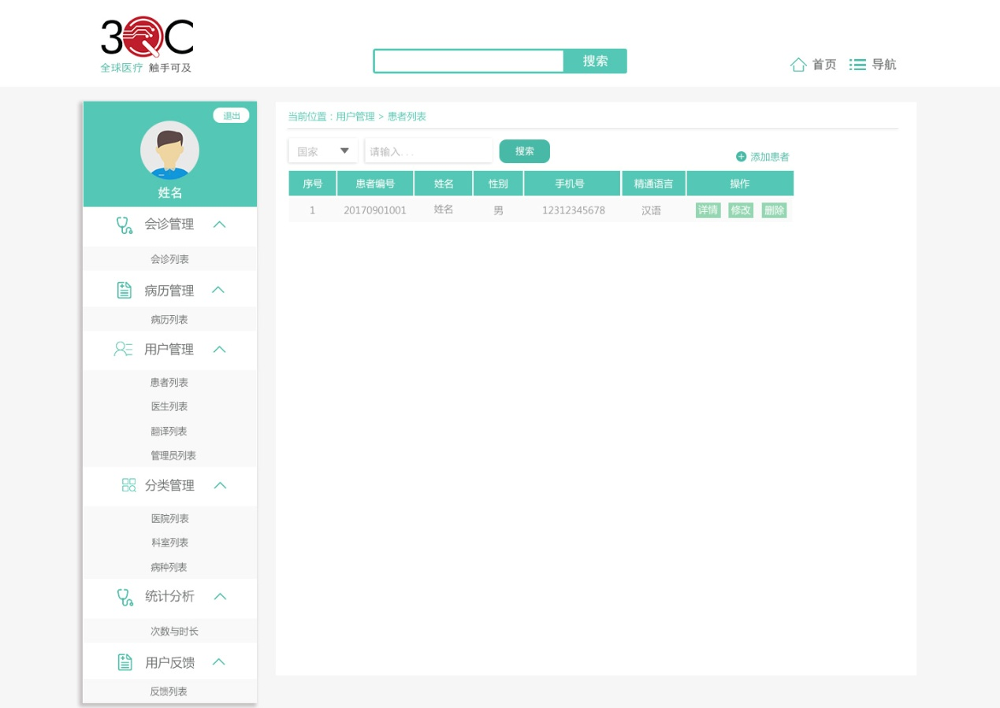 3QC
全球医疗 触手可及
搜索
首页 导航
退出
姓名
会诊管理
会诊列表
病历管理
病历列表
用户管理
患者列表
医生列表
翻译列表
管理员列表
分类管理
医院列表
科室列表
病种列表
统计分析
次数与时长
用户反馈
反馈列表
当前位置：用户管理 > 患者列表
国家 请输入. . . 搜索 添加患者
序号 患者编号 姓名 性别 手机号 精通语言 操作
1 20170901001 姓名 男 12312345678 汉语 详情 修改 删除